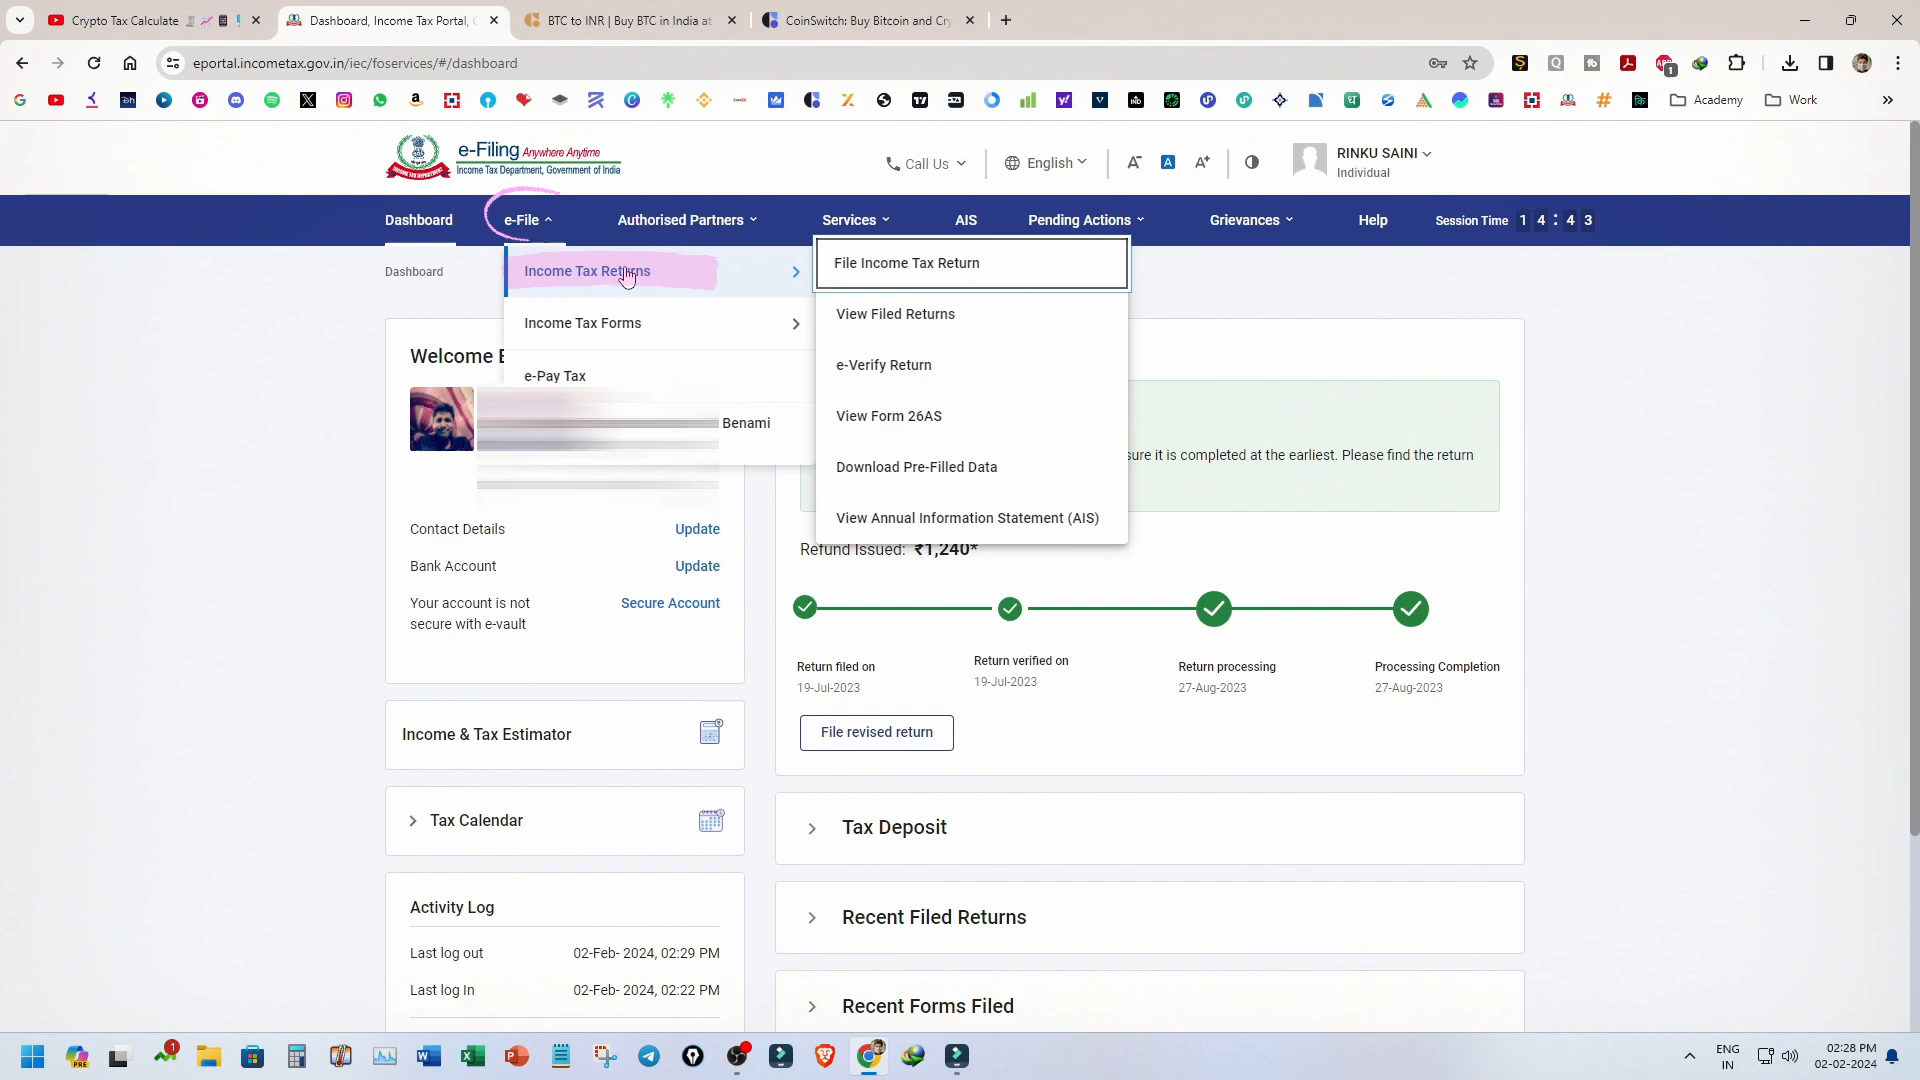 Crypto Tax Calculate
Dashboard, Income Tax Portal,
BTC to INR | Buy BTC in India at
CoinSwitch: Buy Bitcoin and Cry
eportal.incometax.gov.in/iec/foservices/#/dashboard
Academy
Work
e-Filing Anywhere Anytime
Income Tax Department, Government of India
Call Us
English
A-
A
A+
RINKU SAINI
Individual
Dashboard
e-File
Authorised Partners
Services
AIS
Pending Actions
Grievances
Help
Session Time 1 4 : 4 3
Dashboard
Income Tax Returns
Income Tax Forms
e-Pay Tax
Benami
File Income Tax Return
View Filed Returns
e-Verify Return
View Form 26AS
Download Pre-Filled Data
View Annual Information Statement (AIS)
Welcome
sure it is completed at the earliest. Please find the return
Contact Details
Update
Bank Account
Update
Your account is not
secure with e-vault
Secure Account
Refund Issued: ₹1,240*
Return filed on
19-Jul-2023
Return verified on
19-Jul-2023
Return processing
27-Aug-2023
Processing Completion
27-Aug-2023
File revised return
Income & Tax Estimator
Tax Calendar
Tax Deposit
Activity Log
Last log out
02-Feb- 2024, 02:29 PM
Last log In
02-Feb- 2024, 02:22 PM
Recent Filed Returns
Recent Forms Filed
ENG
IN
02:28 PM
02-02-2024